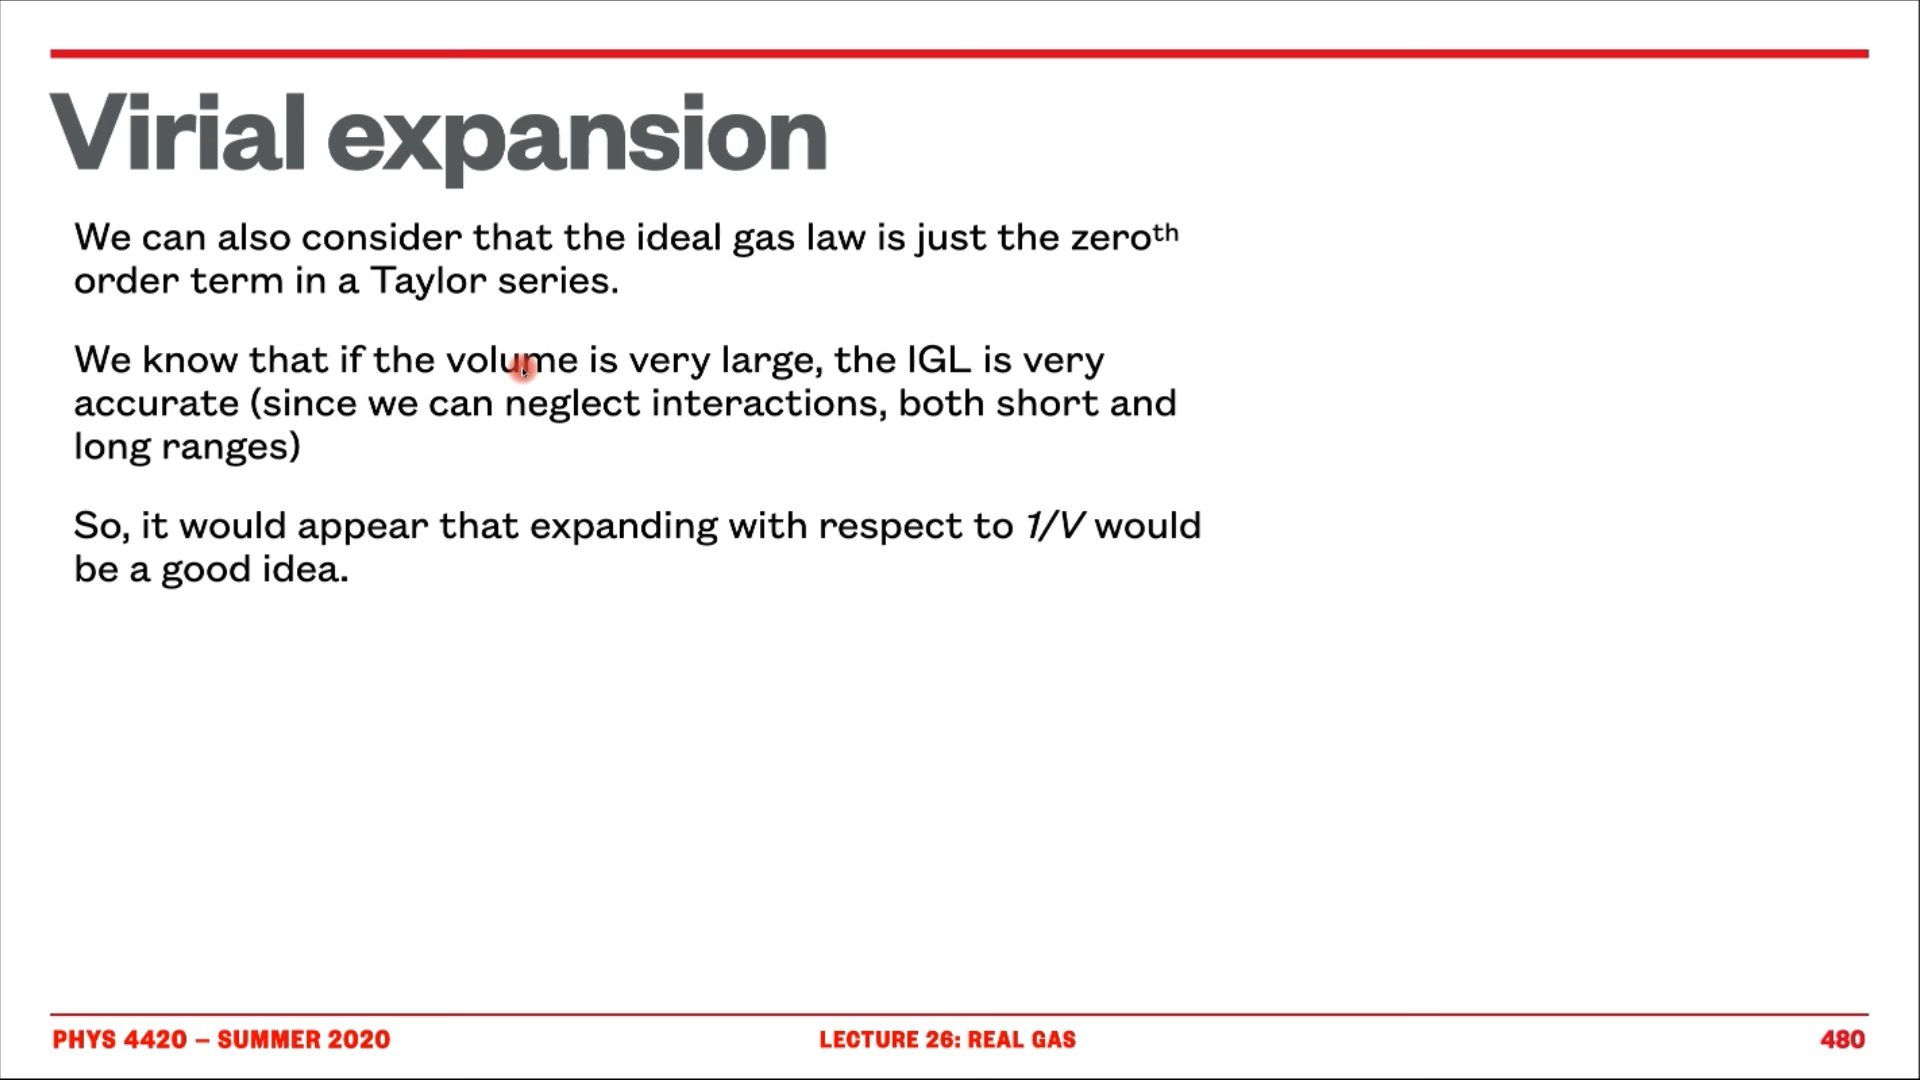 Virial expansion
We can also consider that the ideal gas law is just the zeroth
order term in a Taylor series.
We know that if the volume is very large, the IGL is very
accurate (since we can neglect interactions, both short and
long ranges)
So, it would appear that expanding with respect to 1/V would
be a good idea.
PHYS 4420 – SUMMER 2020
LECTURE 26: REAL GAS
480